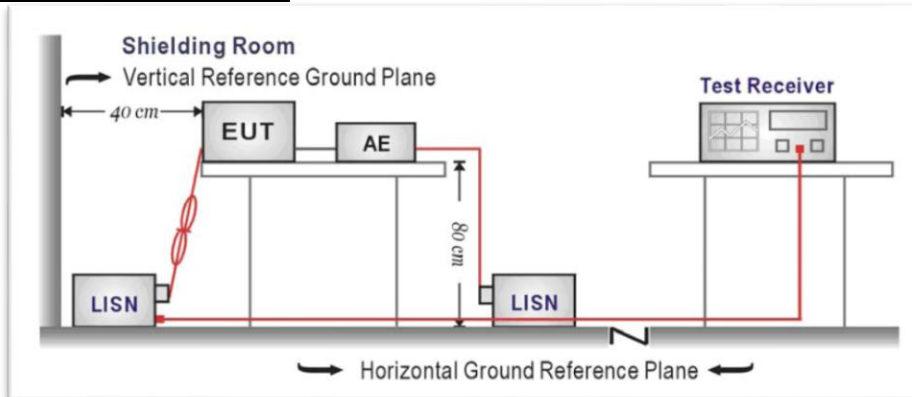 Shielding Room
Vertical Reference Ground Plane
40 cm
EUT
AE
Test Receiver
80 cm
LISN
LISN
Horizontal Ground Reference Plane